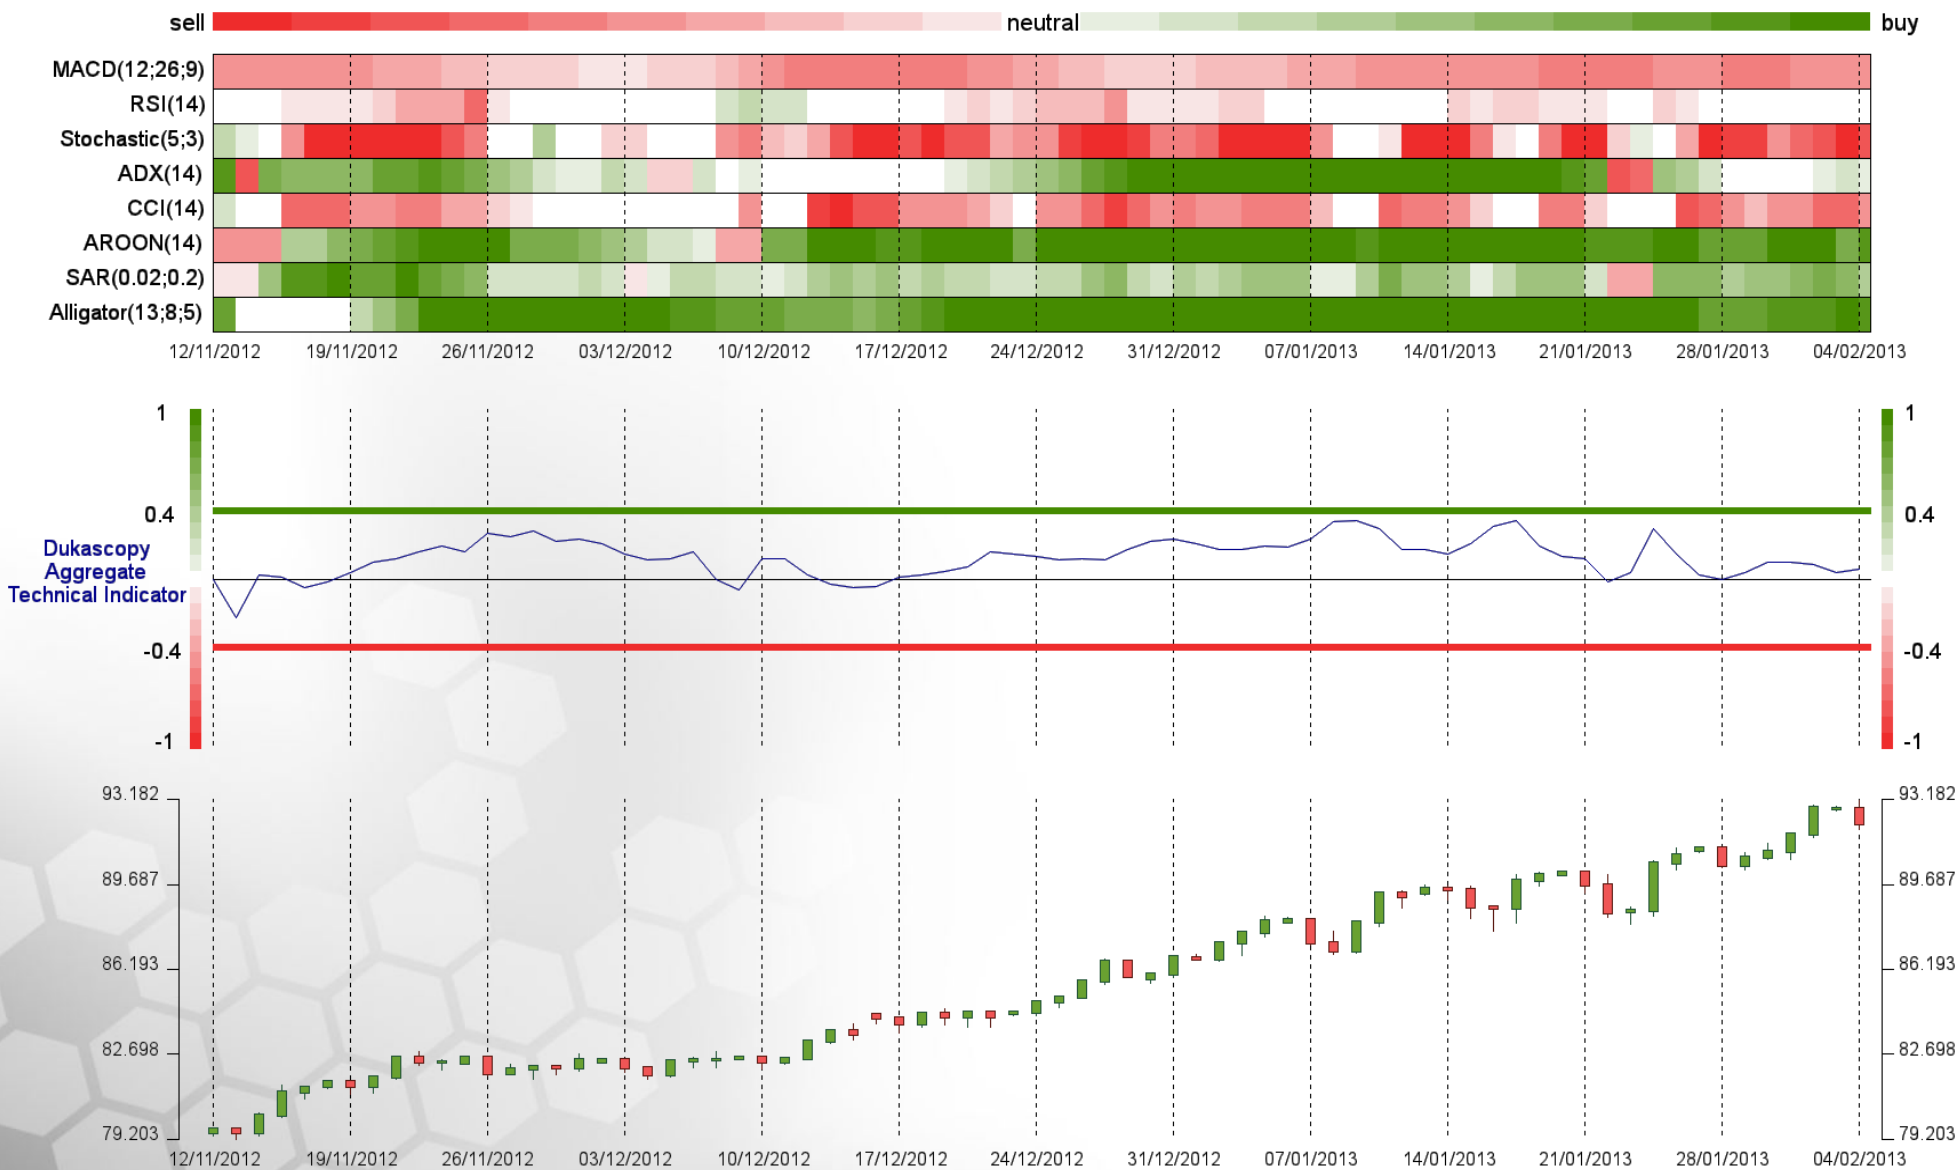 sell neutral buy
MACD(12;26;9)
RSI(14)
Stochastic(5;3)
ADX(14)
CCI(14)
AROON(14)
SAR(0.02;0.2)
Alligator(13;8;5)
12/11/2012 19/11/2012 26/11/2012 03/12/2012 10/12/2012 17/12/2012 24/12/2012 31/12/2012 07/01/2013 14/01/2013 21/01/2013 28/01/2013 04/02/2013
1 1
0.4 0.4
Dukascopy
Aggregate
Technical Indicator
-0.4 -0.4
-1 -1
93.182 93.182
89.687 89.687
86.193 86.193
82.698 82.698
79.203 79.203
12/11/2012 19/11/2012 26/11/2012 03/12/2012 10/12/2012 17/12/2012 24/12/2012 31/12/2012 07/01/2013 14/01/2013 21/01/2013 28/01/2013 04/02/2013